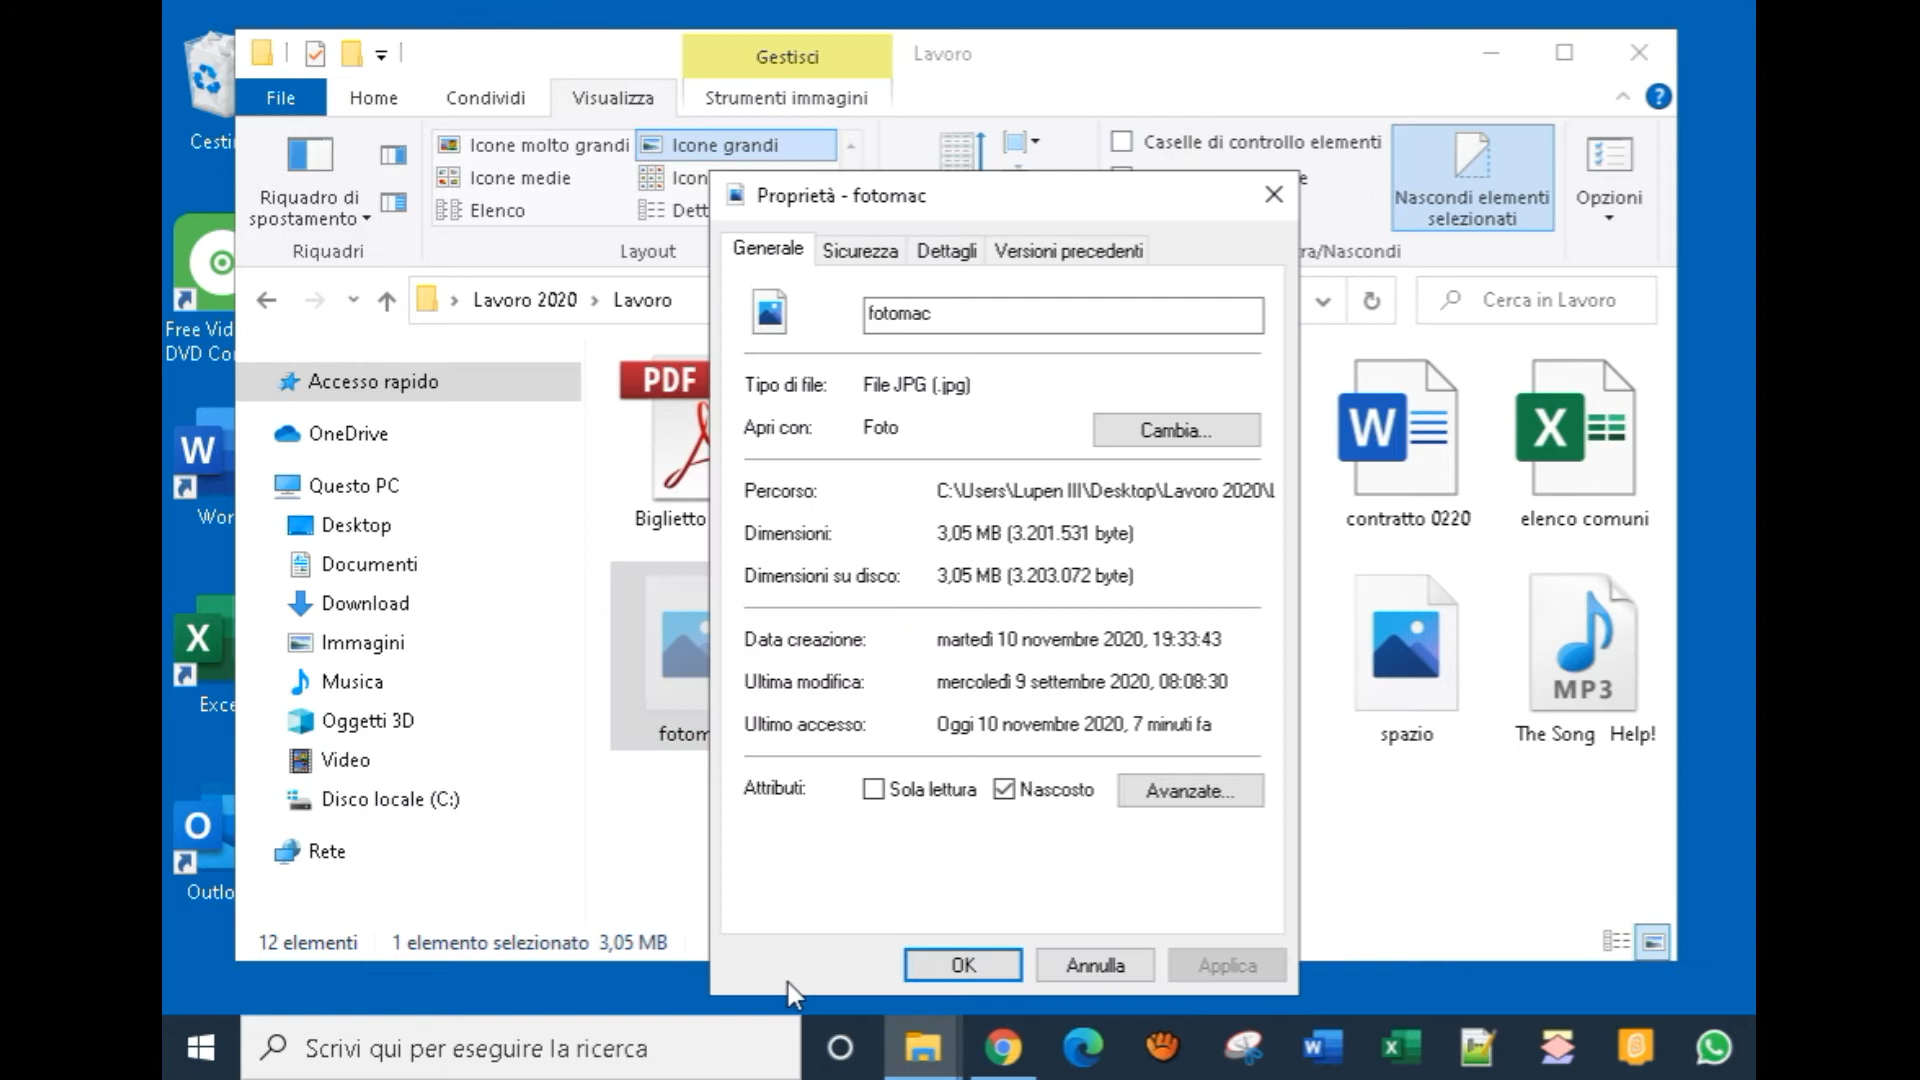 Gestisci
Lavoro
File
Home
Condividi
Visualizza
Strumenti immagini
Icone molto grandi
Icone grandi
Icone medie
Icon
Elenco
Dett
Riquadro di
spostamento
Riquadri
Layout
Caselle di controllo elementi
Nascondi elementi
selezionati
Opzioni
ra/Nascondi
Lavoro 2020 > Lavoro
Cerca in Lavoro
Cesti
Free Vid
DVD Co
Wor
Exce
Outlo
Accesso rapido
OneDrive
Questo PC
Desktop
Documenti
Download
Immagini
Musica
Oggetti 3D
Video
Disco locale (C:)
Rete
PDF
Biglietto
fotom
contratto 0220
elenco comuni
spazio
MP3
The Song Help!
Proprietà - fotomac
Generale
Sicurezza
Dettagli
Versioni precedenti
fotomac
Tipo di file: File JPG (.jpg)
Apri con: Foto
Cambia...
Percorso: C:\Users\Lupen III\Desktop\Lavoro 2020\L
Dimensioni: 3,05 MB (3.201.531 byte)
Dimensioni su disco: 3,05 MB (3.203.072 byte)
Data creazione: martedì 10 novembre 2020, 19:33:43
Ultima modifica: mercoledì 9 settembre 2020, 08:08:30
Ultimo accesso: Oggi 10 novembre 2020, 7 minuti fa
Attributi: Sola lettura Nascosto Avanzate...
OK
Annulla
Applica
12 elementi 1 elemento selezionato 3,05 MB
Scrivi qui per eseguire la ricerca